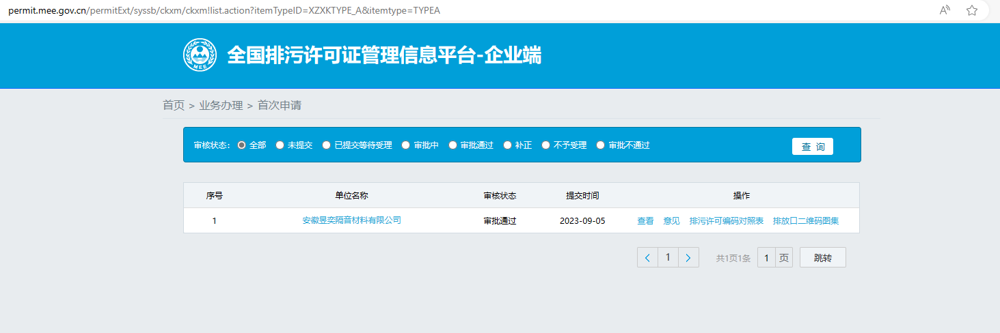 permit.mee.gov.cn/permitExt/syssb/ckxm/ckxm!list.action?itemTypeID=XZXKTYPE_A&itemtype=TYPEA
MEE
全国排污许可证管理信息平台-企业端
首页 > 业务办理 > 首次申请
审核状态: 全部 未提交 已提交等待受理 审批中 审批通过 补正 不予受理 审批不通过 查 询
序号 单位名称 审核状态 提交时间 操作
1 安徽昱奕隔音材料有限公司 审批通过 2023-09-05 查看 意见 排污许可编码对照表 排放口二维码图集
1 共1页1条 1 页 跳转